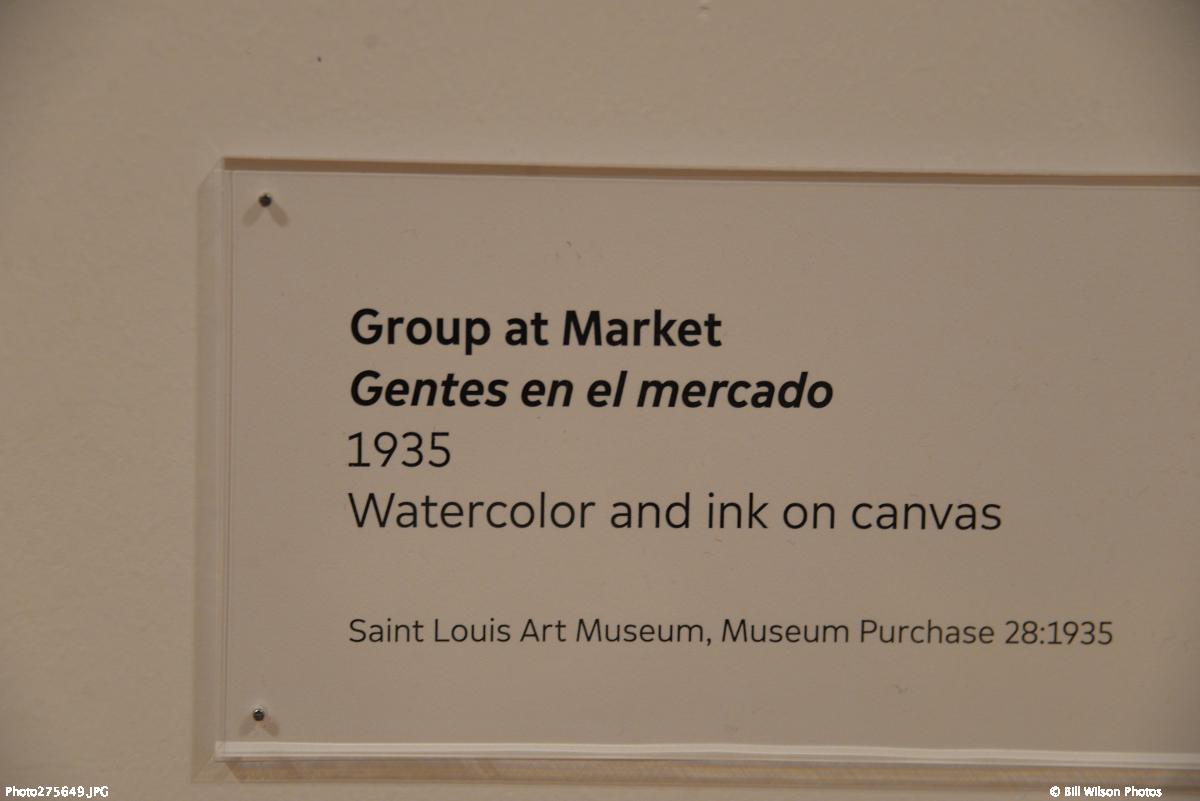 Group at Market
Gentes en el mercado
1935
Watercolor and ink on canvas
Saint Louis Art Museum, Museum Purchase 28:1935
Photo275649.JPG
© Bill Wilson Photos